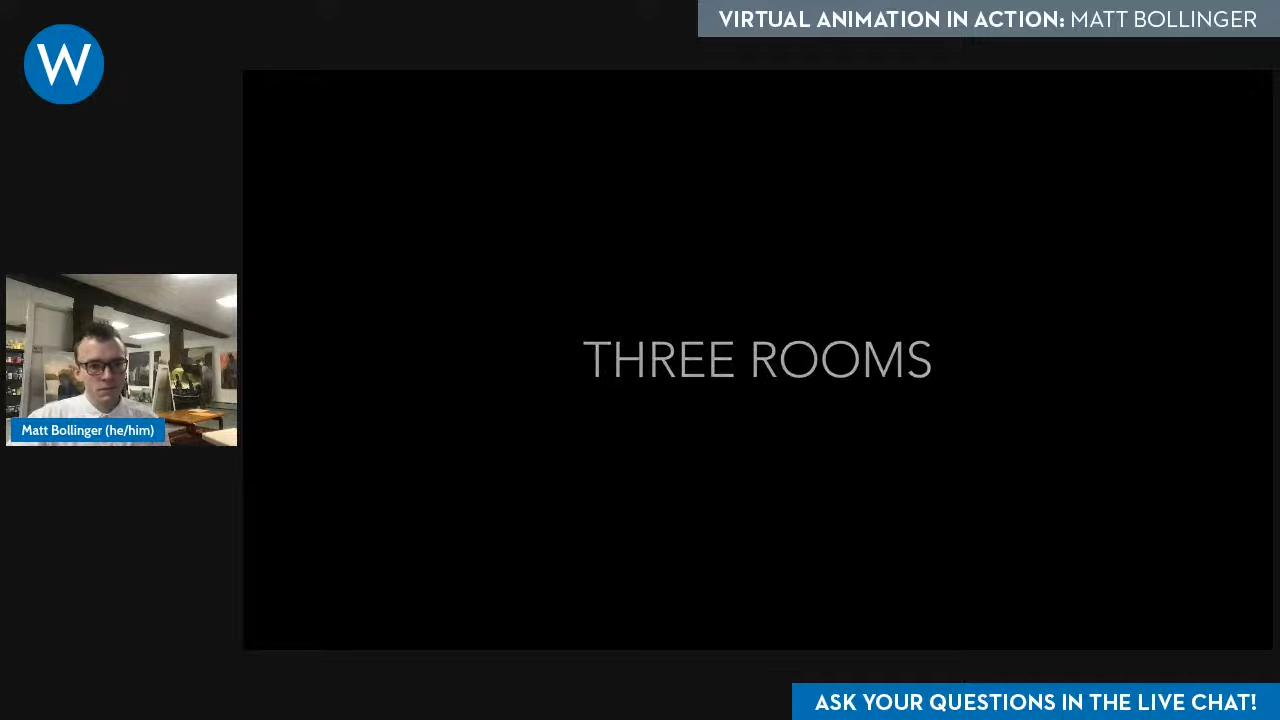 VIRTUAL ANIMATION IN ACTION: MATT BOLLINGER
W
THREE ROOMS
Matt Bollinger (he/him)
ASK YOUR QUESTIONS IN THE LIVE CHAT!